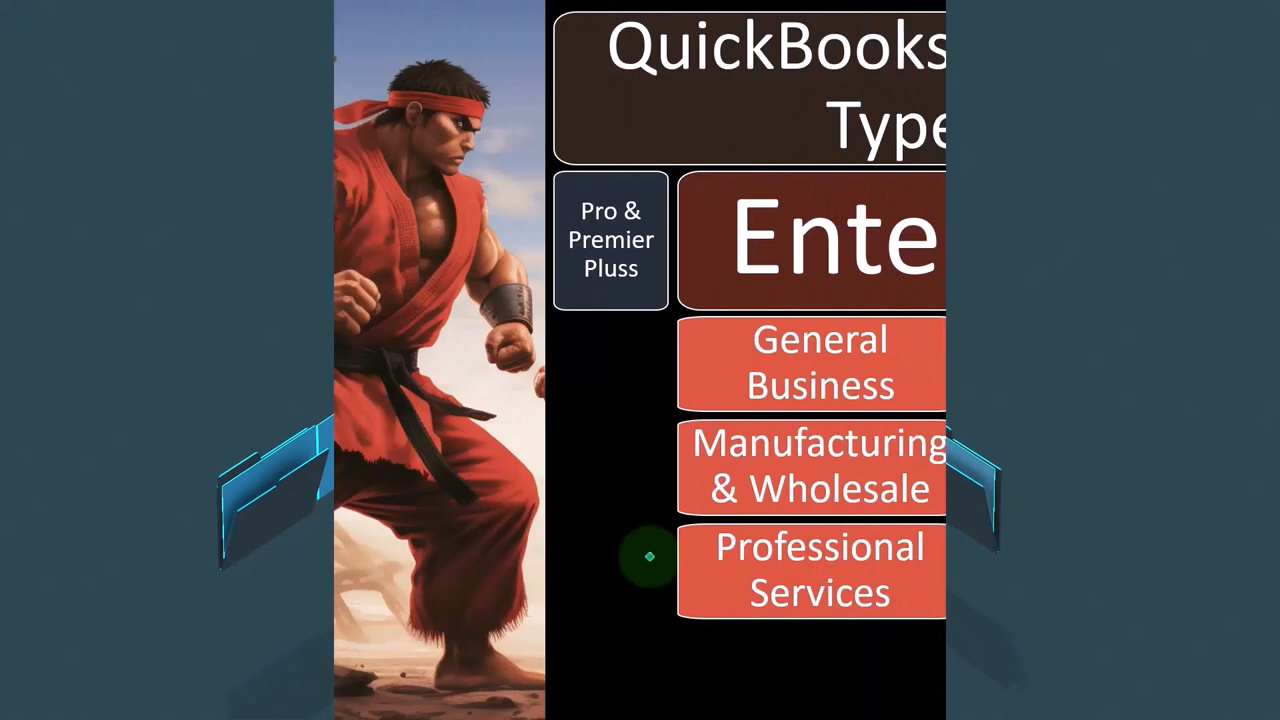 QuickBooks
Type
Pro &
Premier
Pluss
Ente
General
Business
Manufacturing
& Wholesale
Professional
Services